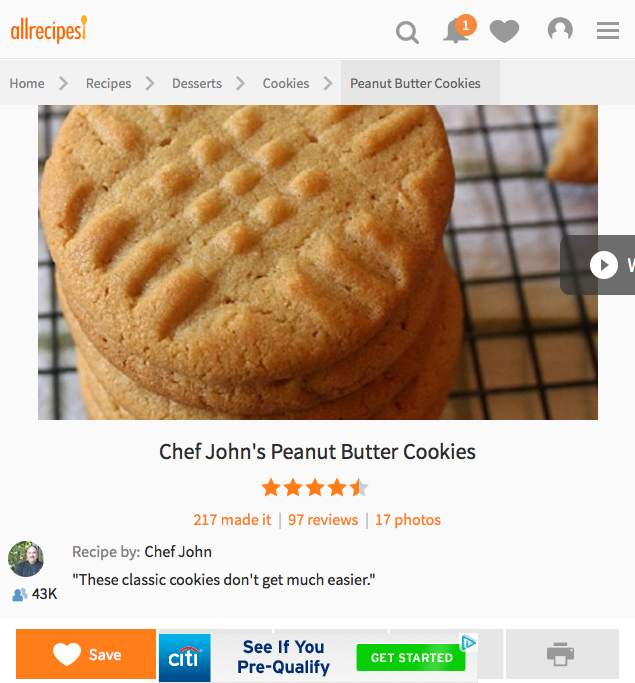 allrecipes
1
Home Recipes Desserts Cookies Peanut Butter Cookies
W
Chef John's Peanut Butter Cookies
217 made it | 97 reviews | 17 photos
Recipe by: Chef John
"These classic cookies don't get much easier."
43K
Save
citi
See If You
Pre-Qualify
GET STARTED